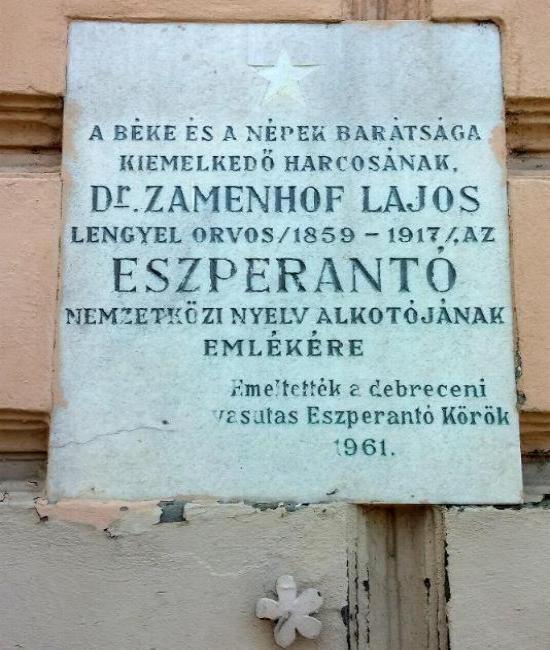 A BÉKE ÉS A NÉPEK BARÁTSÁGA
KIEMELKEDŐ HARCOSÁNAK,
Dr. ZAMENHOF LAJOS
LENGYEL ORVOS/1859 - 1917/, AZ
ESZPERANTÓ
NEMZETKÖZI NYELV ALKOTÓJÁNAK
EMLÉKÉRE
Emeltették a debreceni
vasutas Eszperantó Körök
1961.